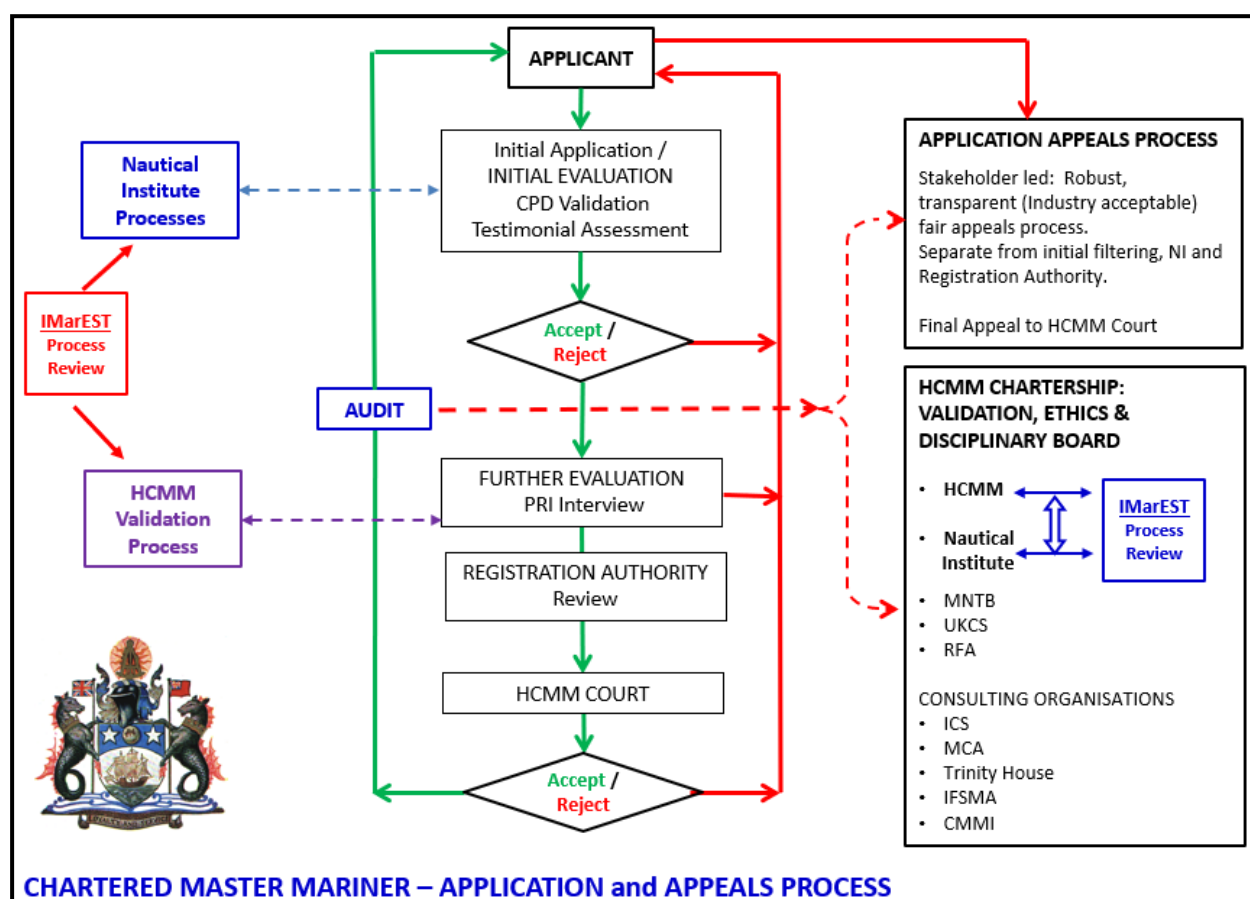 APPLICANT
Initial Application /
INITIAL EVALUATION
CPD Validation
Testimonial Assessment
Nautical
Institute
Processes
IMarEST
Process
Review
HCMM
Validation
Process
Accept /
Reject
AUDIT
FURTHER EVALUATION
PRI Interview
REGISTRATION AUTHORITY
Review
HCMM COURT
Accept /
Reject
APPLICATION APPEALS PROCESS
Stakeholder led:  Robust,
transparent (Industry acceptable)
fair appeals process.
Separate from initial filtering, NI and
Registration Authority.
Final Appeal to HCMM Court
HCMM CHARTERSHIP:
VALIDATION, ETHICS &
DISCIPLINARY BOARD
• HCMM
• Nautical
Institute
IMarEST
Process
Review
• MNTB
• UKCS
• RFA
CONSULTING ORGANISATIONS
• ICS
• MCA
• Trinity House
• IFSMA
• CMMI
CHARTERED MASTER MARINER – APPLICATION and APPEALS PROCESS